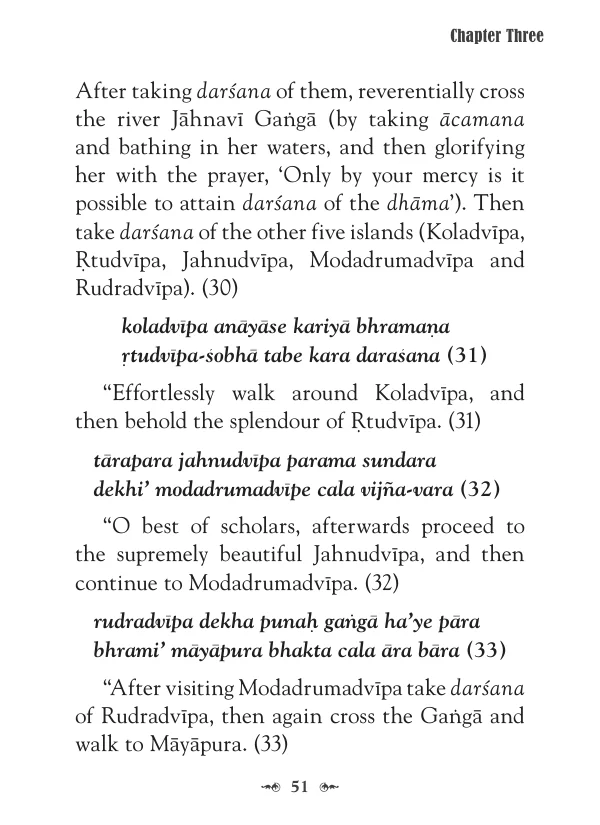 Chapter Three
After taking darśana of them, reverentially cross
the river Jāhnavī Gaṅgā (by taking ācamana
and bathing in her waters, and then glorifying
her with the prayer, ‘Only by your mercy is it
possible to attain darśana of the dhāma’). Then
take darśana of the other five islands (Koladvīpa,
Ṛtudvīpa, Jahnudvīpa, Modadrumadvīpa and
Rudradvīpa). (30)
koladvīpa anāyāse kariyā bhramaṇa
ṛtudvīpa-śobhā tabe kara daraśana (31)
“Effortlessly walk around Koladvīpa, and
then behold the splendour of Ṛtudvīpa. (31)
tārapara jahnudvīpa parama sundara
dekhi’ modadrumadvīpe cala vijña-vara (32)
“O best of scholars, afterwards proceed to
the supremely beautiful Jahnudvīpa, and then
continue to Modadrumadvīpa. (32)
rudradvīpa dekha punaḥ gaṅgā ha’ye pāra
bhrami’ māyāpura bhakta cala āra bāra (33)
“After visiting Modadrumadvīpa take darśana
of Rudradvīpa, then again cross the Gaṅgā and
walk to Māyāpura. (33)
51